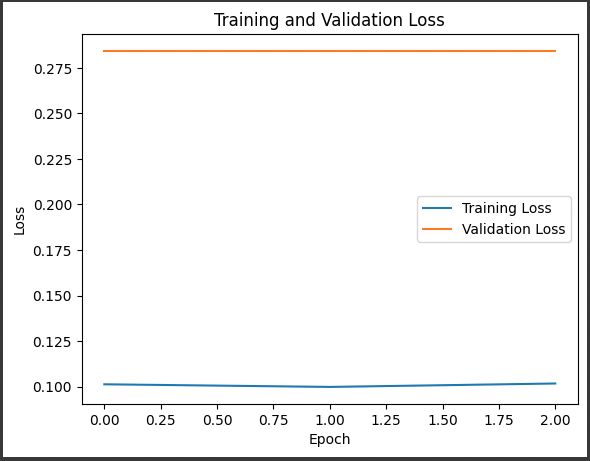 Training and Validation Loss
0.275
0.250
0.225
0.200
0.175
0.150
0.125
0.100
Loss
Training Loss
Validation Loss
0.00 0.25 0.50 0.75 1.00 1.25 1.50 1.75 2.00
Epoch